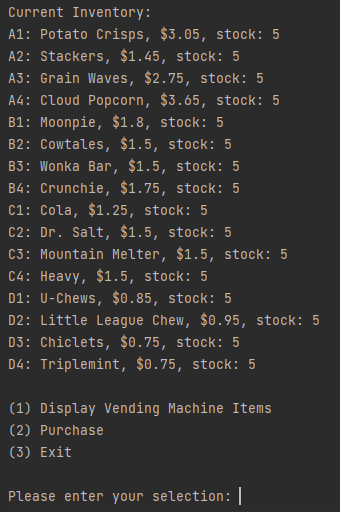 Current Inventory:
A1: Potato Crisps, $3.05, stock: 5
A2: Stackers, $1.45, stock: 5
A3: Grain Waves, $2.75, stock: 5
A4: Cloud Popcorn, $3.65, stock: 5
B1: Moonpie, $1.8, stock: 5
B2: Cowtales, $1.5, stock: 5
B3: Wonka Bar, $1.5, stock: 5
B4: Crunchie, $1.75, stock: 5
C1: Cola, $1.25, stock: 5
C2: Dr. Salt, $1.5, stock: 5
C3: Mountain Melter, $1.5, stock: 5
C4: Heavy, $1.5, stock: 5
D1: U-Chews, $0.85, stock: 5
D2: Little League Chew, $0.95, stock: 5
D3: Chiclets, $0.75, stock: 5
D4: Triplemint, $0.75, stock: 5
(1) Display Vending Machine Items
(2) Purchase
(3) Exit
Please enter your selection: